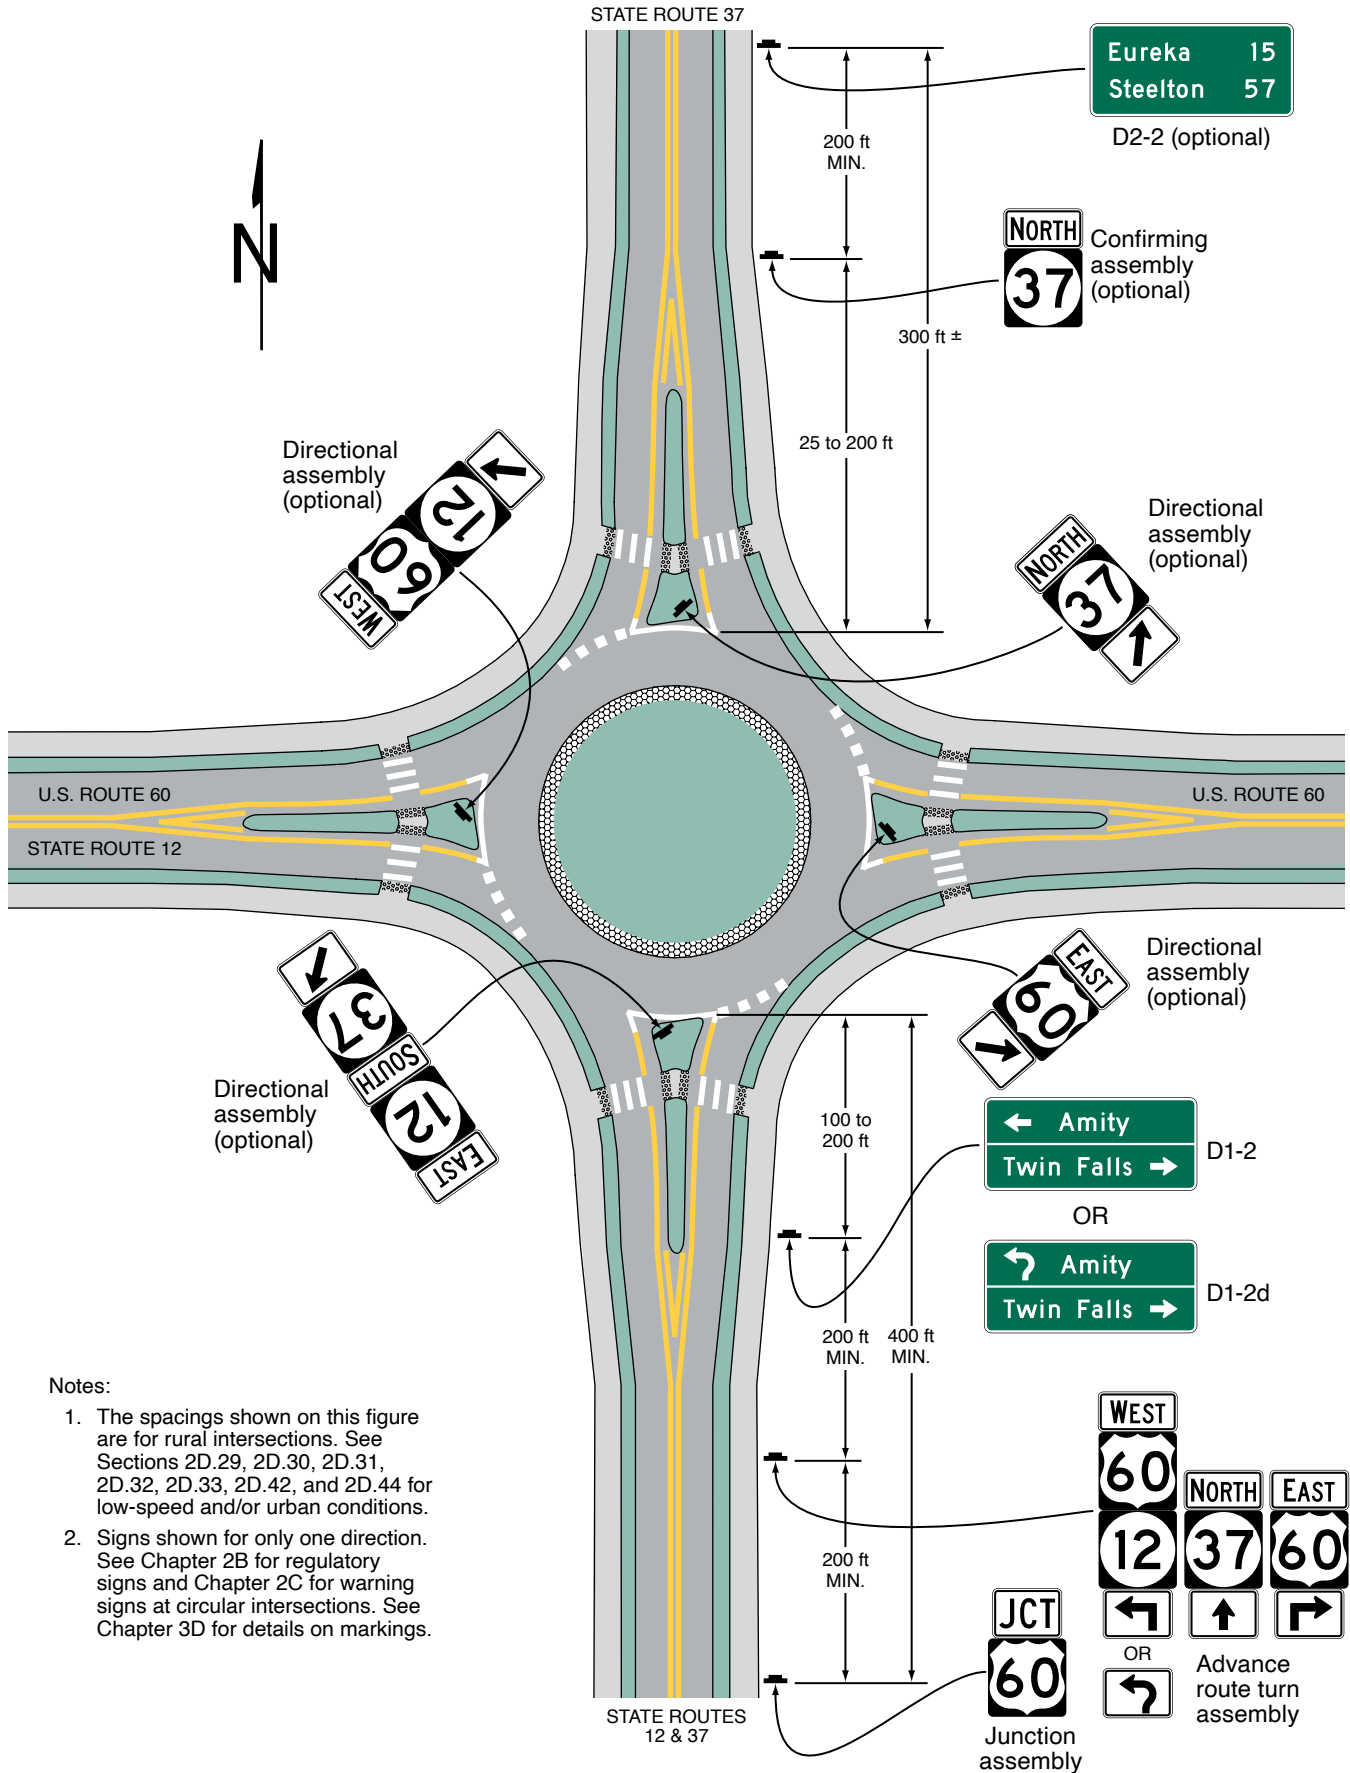 STATE ROUTE 37
Eureka 15
Steelton 57
D2-2 (optional)
200 ft
MIN.
N
NORTH
37
Confirming
assembly
(optional)
300 ft ±
25 to 200 ft
Directional
assembly
(optional)
12
60
WEST
Directional
assembly
(optional)
NORTH
37
U.S. ROUTE 60
STATE ROUTE 12
U.S. ROUTE 60
37
SOUTH
12
EAST
Directional
assembly
(optional)
EAST
60
Directional
assembly
(optional)
100 to
200 ft
← Amity
Twin Falls →
D1-2
OR
Amity
Twin Falls →
D1-2d
200 ft
MIN.
400 ft
MIN.
Notes:
1. The spacings shown on this figure
are for rural intersections. See
Sections 2D.29, 2D.30, 2D.31,
2D.32, 2D.33, 2D.42, and 2D.44 for
low-speed and/or urban conditions.
2. Signs shown for only one direction.
See Chapter 2B for regulatory
signs and Chapter 2C for warning
signs at circular intersections. See
Chapter 3D for details on markings.
WEST
60
12
NORTH
37
EAST
60
OR
Advance
route turn
assembly
200 ft
MIN.
JCT
60
Junction
assembly
STATE ROUTES
12 & 37